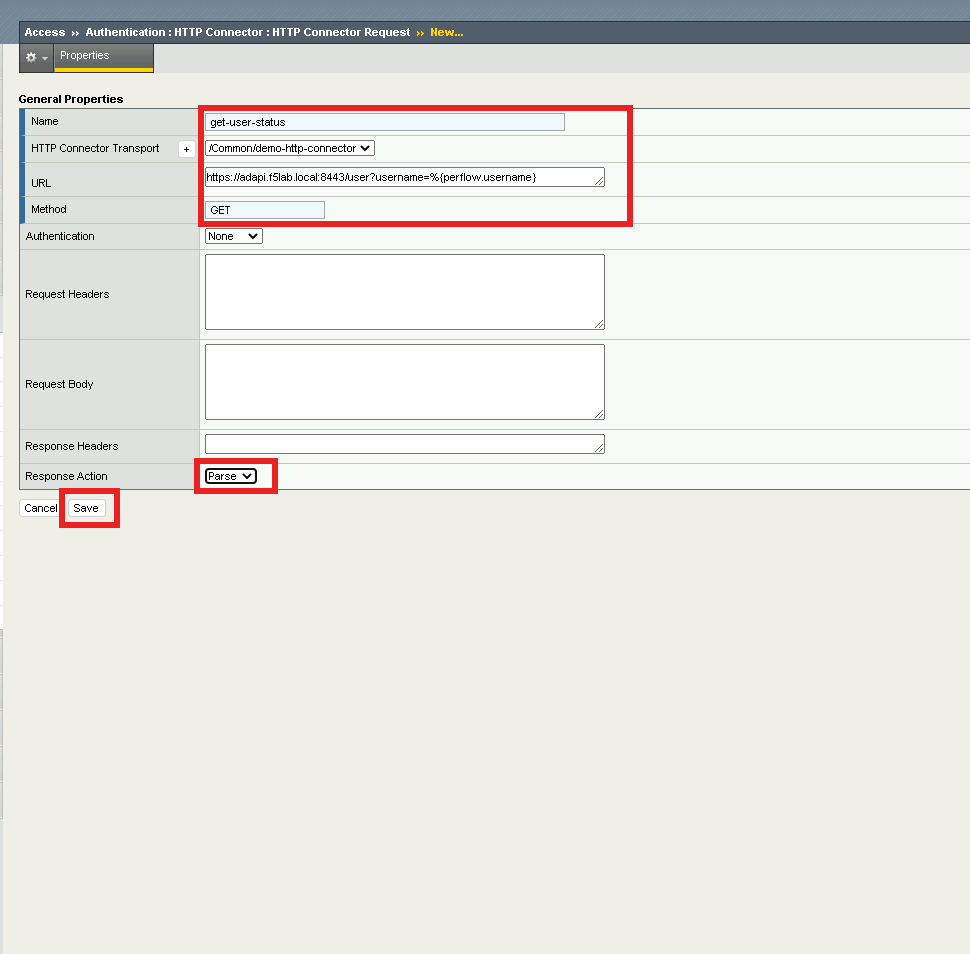 Access ›› Authentication : HTTP Connector : HTTP Connector Request ›› New...
Properties
General Properties
Name get-user-status
HTTP Connector Transport + /Common/demo-http-connector
URL https://adapi.f5lab.local:8443/user?username=%{perflow.username}
Method GET
Authentication None
Request Headers
Request Body
Response Headers
Response Action Parse
Cancel Save